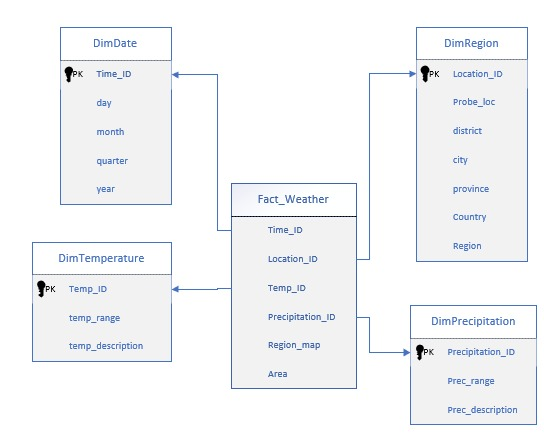 DimDate
PK Time_ID
day
month
quarter
year
DimRegion
PK Location_ID
Probe_loc
district
city
province
Country
Region
Fact_Weather
Time_ID
Location_ID
Temp_ID
Precipitation_ID
Region_map
Area
DimTemperature
PK Temp_ID
temp_range
temp_description
DimPrecipitation
PK Precipitation_ID
Prec_range
Prec_description